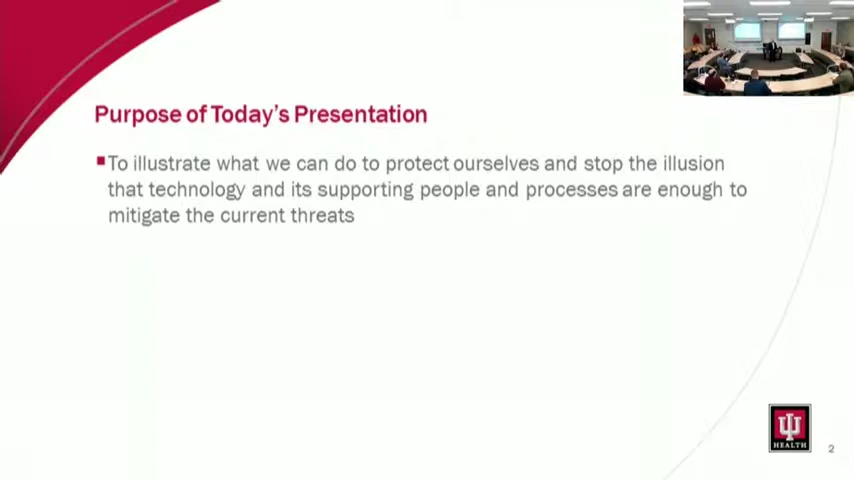 Purpose of Today's Presentation
To illustrate what we can do to protect ourselves and stop the illusion
that technology and its supporting people and processes are enough to
mitigate the current threats
HEALTH
2